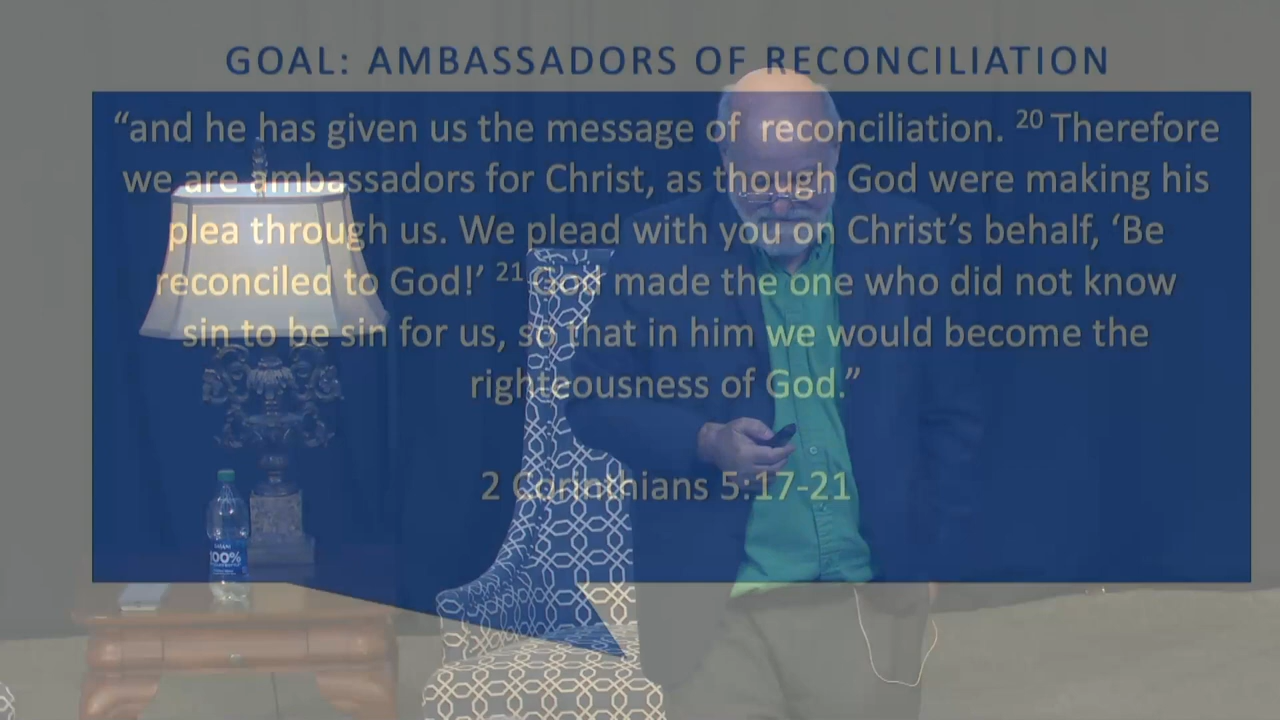 GOAL: AMBASSADORS OF RECONCILIATION
“and he has given us the message of reconciliation. 20 Therefore
we are ambassadors for Christ, as though God were making his
plea through us. We plead with you on Christ’s behalf, ‘Be
reconciled to God!’ 21 God made the one who did not know
sin to be sin for us, so that in him we would become the
righteousness of God.”
2 Corinthians 5:17-21
100%